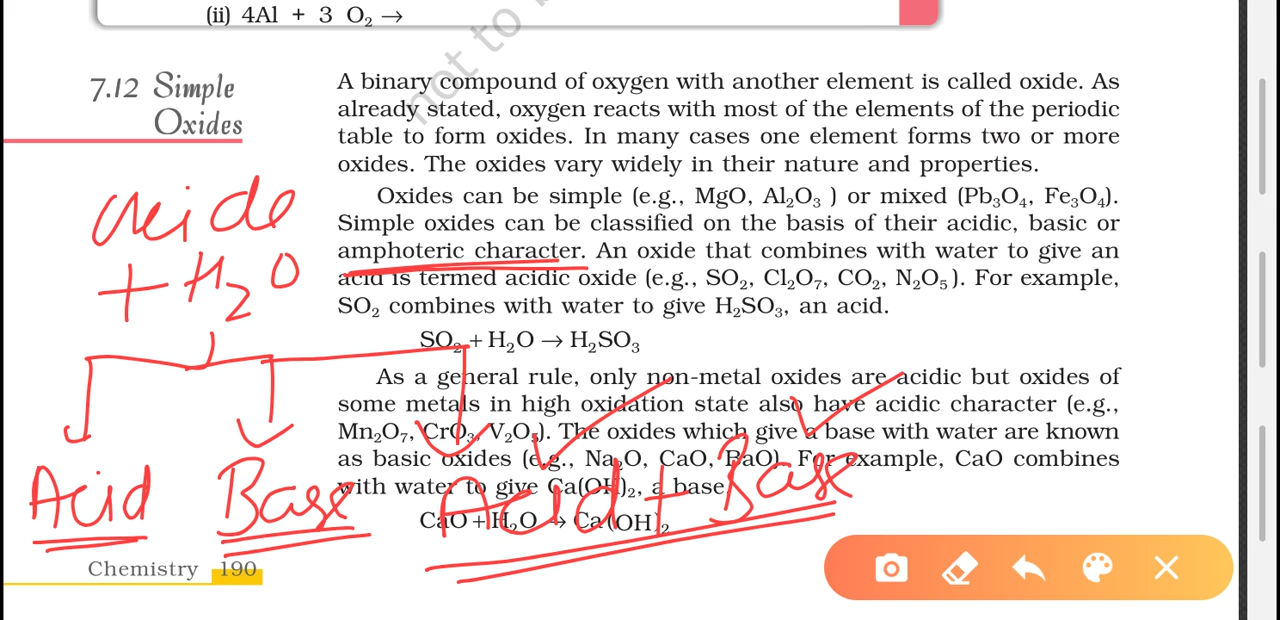 (ii) 4Al + 3 O₂ →
not to b
7.12 Simple
Oxides
A binary compound of oxygen with another element is called oxide. As
already stated, oxygen reacts with most of the elements of the periodic
table to form oxides. In many cases one element forms two or more
oxides. The oxides vary widely in their nature and properties.
Oxides can be simple (e.g., MgO, Al₂O₃ ) or mixed (Pb₃O₄, Fe₃O₄).
Simple oxides can be classified on the basis of their acidic, basic or
amphoteric character. An oxide that combines with water to give an
acid is termed acidic oxide (e.g., SO₂, Cl₂O₇, CO₂, N₂O₅ ). For example,
SO₂ combines with water to give H₂SO₃, an acid.
SO₂ + H₂O → H₂SO₃
As a general rule, only non-metal oxides are acidic but oxides of
some metals in high oxidation state also have acidic character (e.g.,
Mn₂O₇, CrO₃, V₂O₅). The oxides which give a base with water are known
as basic oxides (e.g., Na₂O, CaO, BaO). For example, CaO combines
with water to give Ca(OH)₂, a base.
CaO + H₂O → Ca(OH)₂
+ H₂O
Acid Base Acid + Base
Chemistry 190